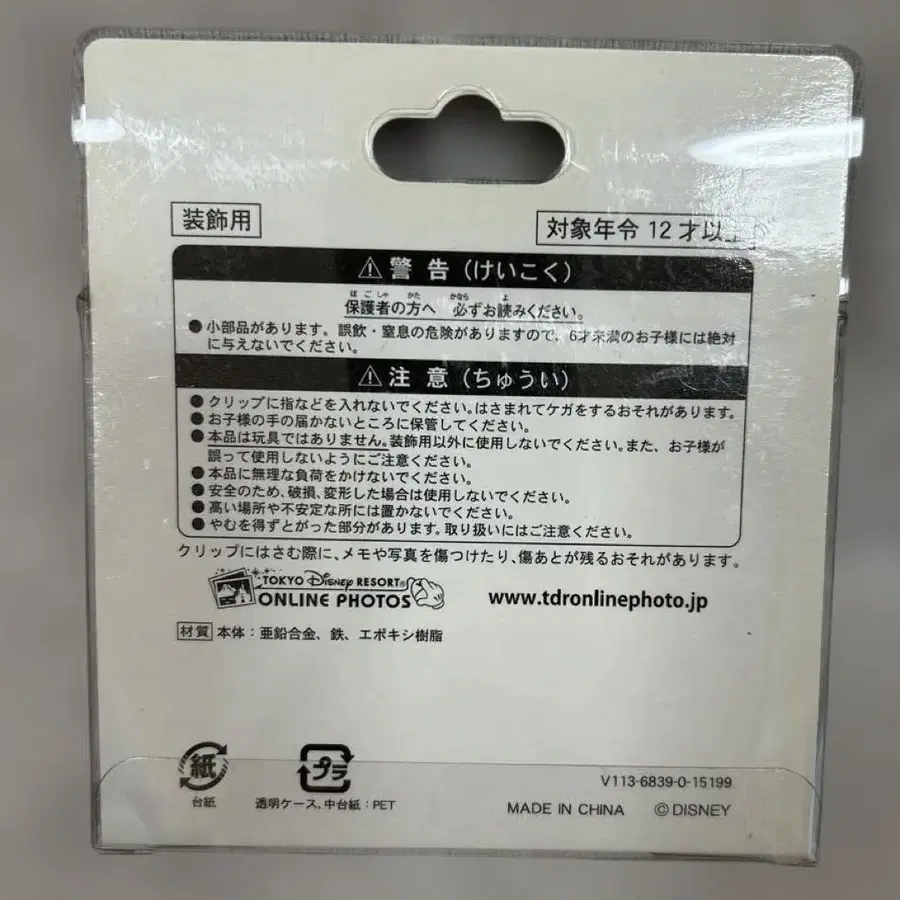 装飾用
対象年令 12 才以
⚠警告(けいこく)
保護者の方へ 必ずお読みください。
ほごしゃ かた かなら よ
●小部品があります。誤飲・窒息の危険がありますので、6才未満のお子様には絶対
に与えないでください。
⚠注意(ちゅうい)
●クリップに指などを入れないでください。はさまれてケガをするおそれがあります。
●お子様の手の届かないところに保管してください。
●本品は玩具ではありません。装飾用以外に使用しないでください。また、お子様が
誤って使用しないようにご注意ください。
●本品に無理な負荷をかけないでください。
●安全のため、破損、変形した場合は使用しないでください。
●高い場所や不安定な所には置かないでください。
●やむを得ずとがった部分があります。取り扱いにはご注意ください。
クリップにはさむ際に、メモや写真を傷つけたり、傷あとが残るおそれがあります。
TOKYO Disney RESORT®
ONLINE PHOTOS
www.tdronlinephoto.jp
材質 本体:亜鉛合金、鉄、エポキシ樹脂
紙
台紙
プラ
透明ケース、中台紙:PET
V113-6839-0-15199
MADE IN CHINA ©DISNEY